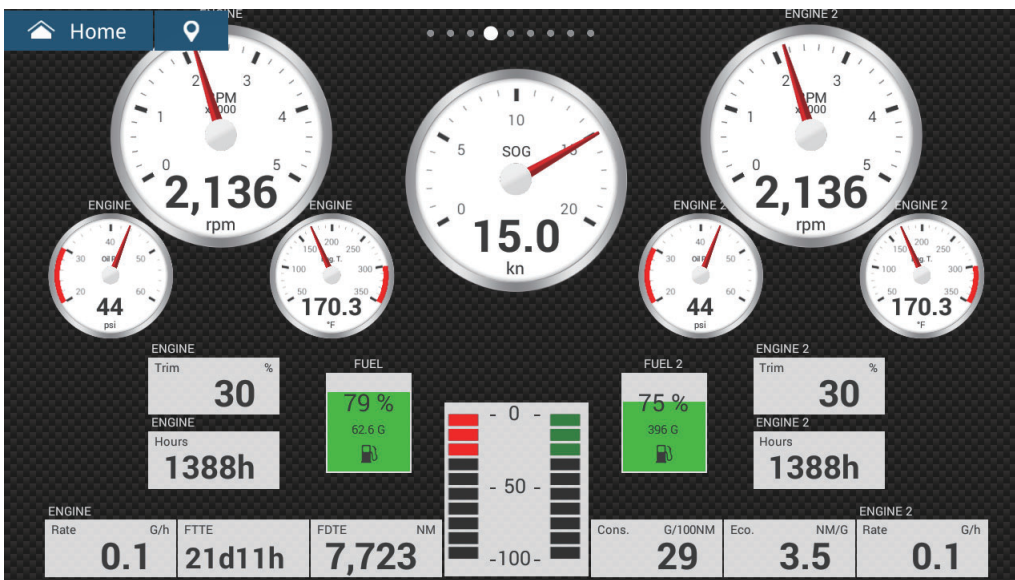 Home
ENGINE 2
2
3
1
4
x1000
0
5
2,136
rpm
10
5
SOG
0
20
15.0
kn
2
3
1
4
x1000
0
5
2,136
rpm
ENGINE
40
30
50
20
60
44
psi
ENGINE
200
150
250
100
300
50
350
170.3
°F
ENGINE 2
40
30
50
20
60
44
psi
ENGINE 2
200
150
250
100
300
50
350
170.3
°F
ENGINE
Trim %
30
ENGINE
Hours
1388h
FUEL
79 %
62.6 G
0
50
100
FUEL 2
75 %
396 G
ENGINE 2
Trim %
30
ENGINE 2
Hours
1388h
ENGINE
Rate G/h
0.1
FTTE
21d11h
FDTE NM
7,723
Cons. G/100NM
29
Eco. NM/G
3.5
ENGINE 2
Rate G/h
0.1